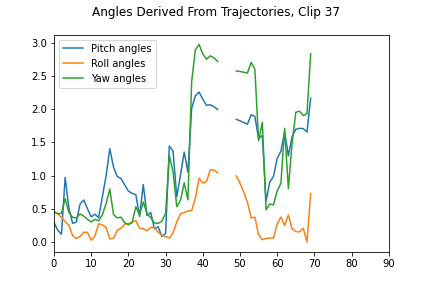 Angles Derived From Trajectories, Clip 37
Pitch angles
Roll angles
Yaw angles
3.0
2.5
2.0
1.5
1.0
0.5
0.0
0 10 20 30 40 50 60 70 80 90